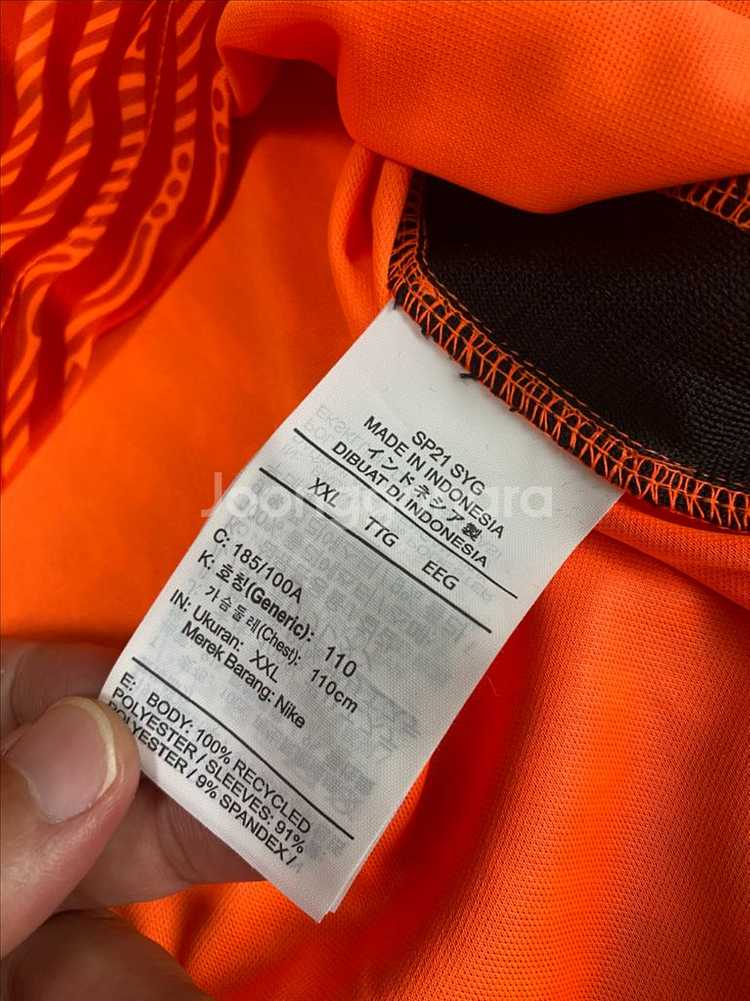 SP21 SYG
MADE IN INDONESIA
インドネシア製
DIBUAT DI INDONESIA
XXL TTG EEG
C: 185/100A
K: 호칭(Generic): 110
가슴둘레(Chest): 110cm
IN: Ukuran: XXL
Merek Barang: Nike
E: BODY: 100% RECYCLED
POLYESTER / SLEEVES: 91%
POLYESTER / 9% SPANDEX /
Joongonara